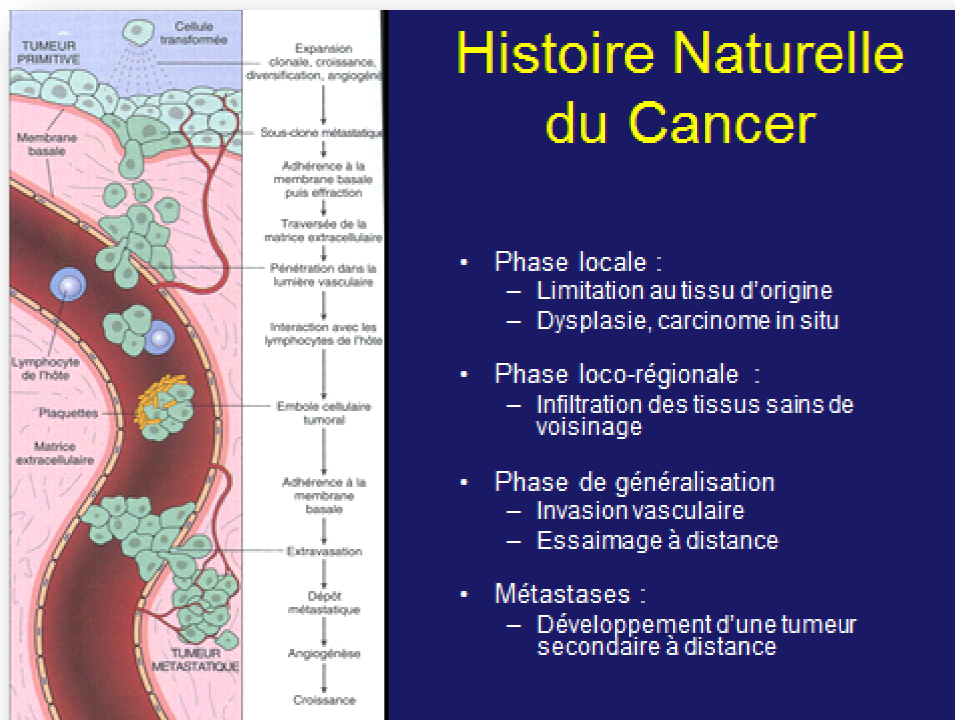 Histoire Naturelle
du Cancer
Cellule
transformée
TUMEUR
PRIMITIVE
Membrane
basale
Lymphocyte
de l'hôte
Plaquettes
Matrice
extracellulaire
TUMEUR
METASTATIQUE
Expansion
clonale, croissance,
diversification, angiogéné
Sous-clone métastatique
Adhérence à la
membrane basale
puis effraction
Traversée de la
matrice extracellulaire
Pénétration dans la
lumière vasculaire
Interaction avec les
lymphocytes de l'hôte
Embole cellulaire
tumoral
Adhérence à la
membrane
basale
Extravasation
Dépôt
métastatique
Angiogénèse
Croissance
• Phase locale :
– Limitation au tissu d'origine
– Dysplasie, carcinome in situ
• Phase loco-régionale :
– Infiltration des tissus sains de
voisinage
• Phase de généralisation
– Invasion vasculaire
– Essaimage à distance
• Métastases :
– Développement d'une tumeur
secondaire à distance